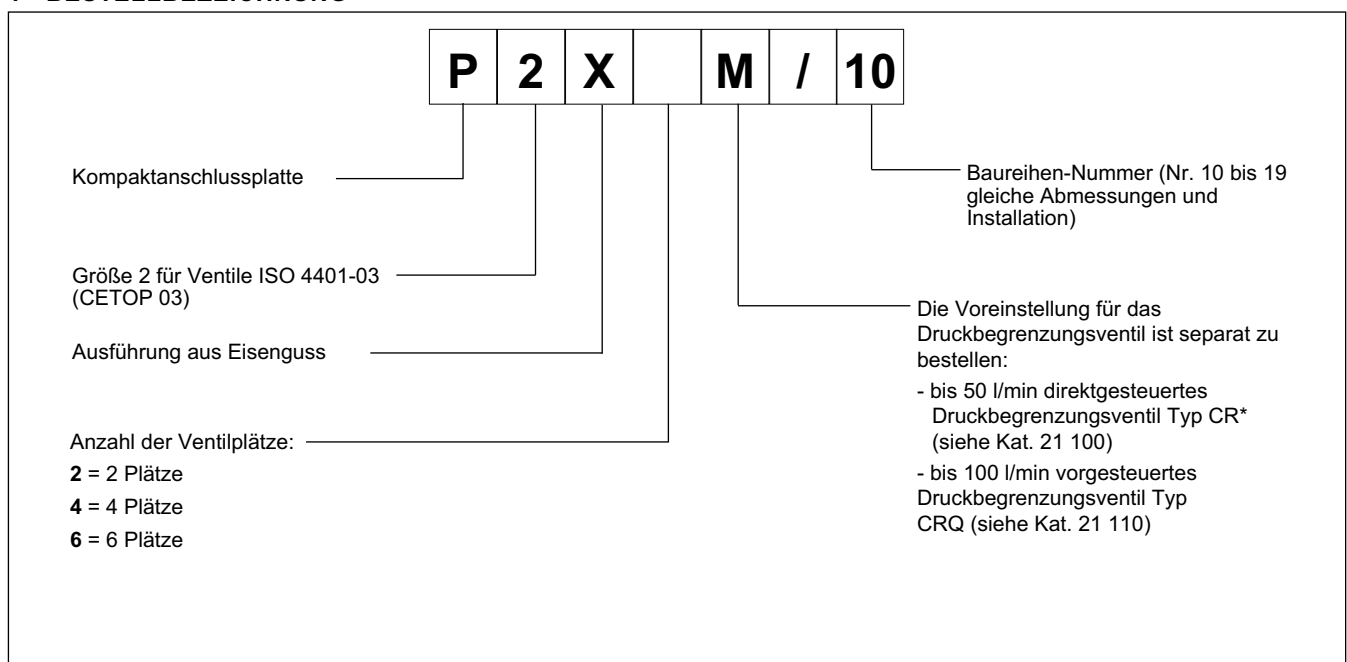 P 2 X M / 10
Kompaktanschlussplatte
Größe 2 für Ventile ISO 4401-03
(CETOP 03)
Ausführung aus Eisenguss
Anzahl der Ventilplätze:
2 = 2 Plätze
4 = 4 Plätze
6 = 6 Plätze
Baureihen-Nummer (Nr. 10 bis 19
gleiche Abmessungen und
Installation)
Die Voreinstellung für das
Druckbegrenzungsventil ist separat zu
bestellen:
- bis 50 l/min direktgesteuertes
Druckbegrenzungsventil Typ CR*
(siehe Kat. 21 100)
- bis 100 l/min vorgesteuertes
Druckbegrenzungsventil Typ
CRQ (siehe Kat. 21 110)